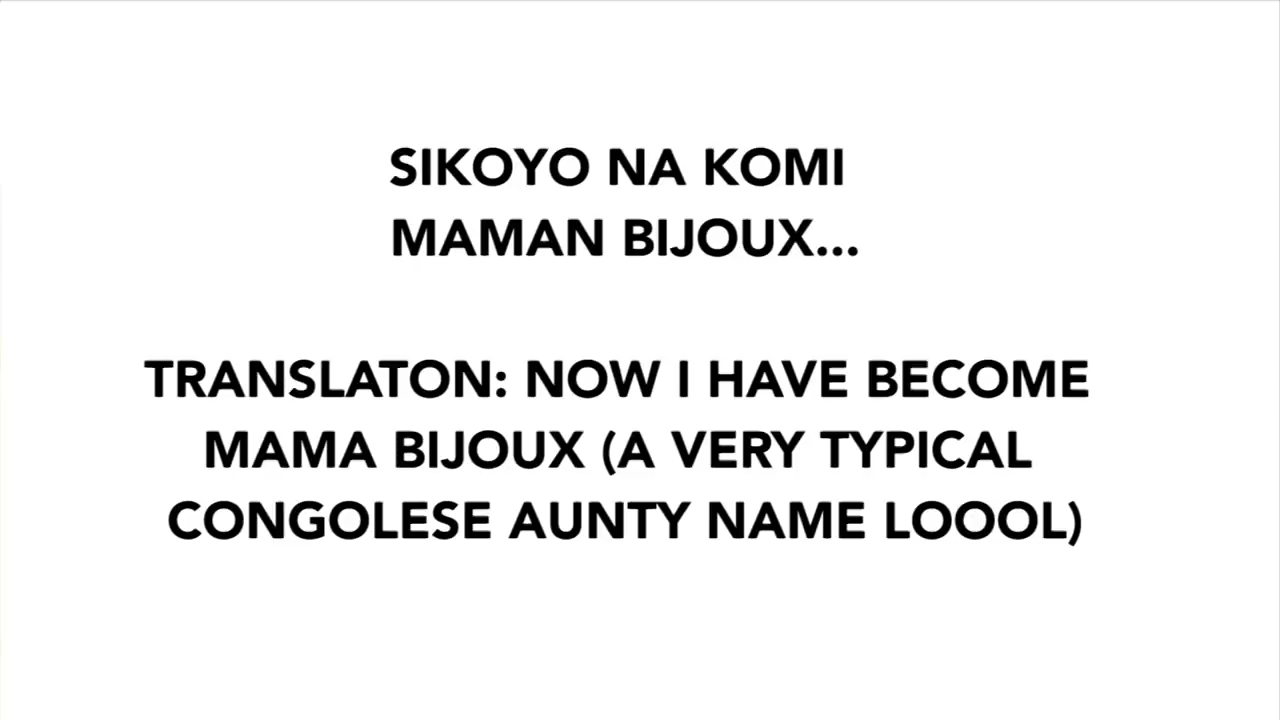 SIKOYO NA KOMI
MAMAN BIJOUX...
TRANSLATON: NOW I HAVE BECOME
MAMA BIJOUX (A VERY TYPICAL
CONGOLESE AUNTY NAME LOOOL)